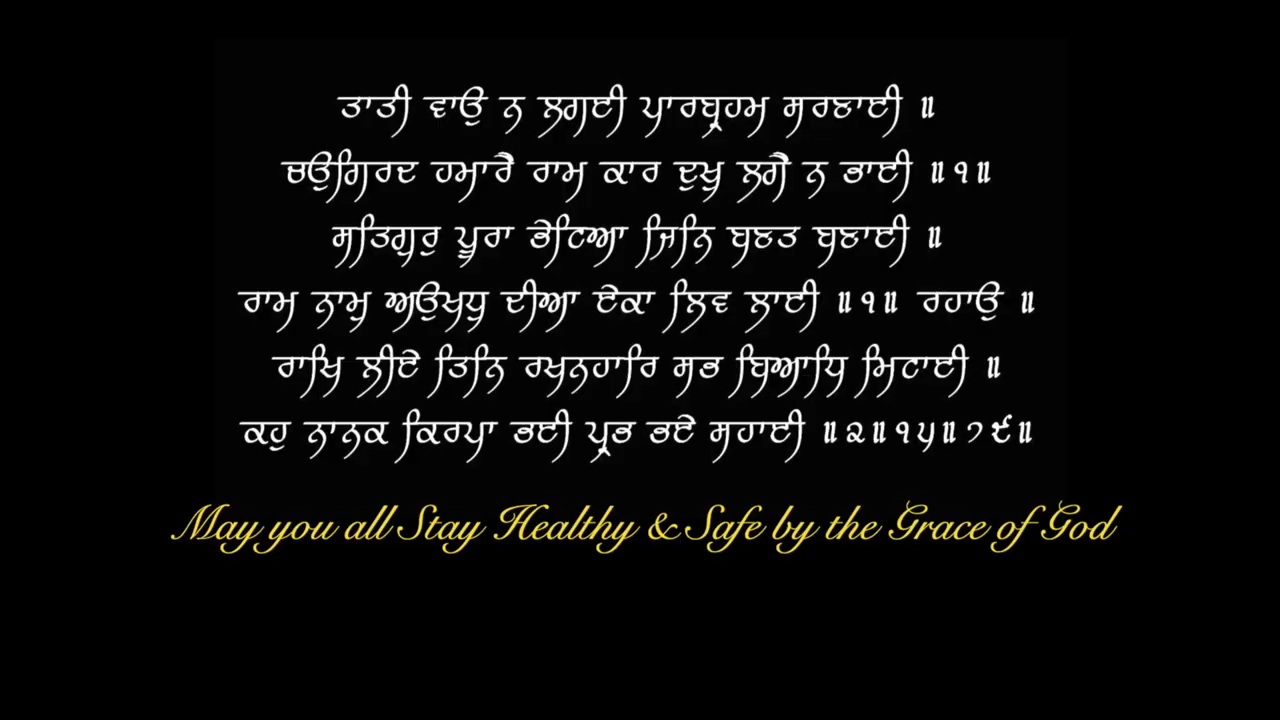 ਤਾਤੀ ਵਾਉ ਨ ਲਗਈ ਪਾਰਬ੍ਰਹਮ ਸਰਣਾਈ ॥
ਚਉਗਿਰਦ ਹਮਾਰੈ ਰਾਮ ਕਾਰ ਦੁਖੁ ਲਗੈ ਨ ਭਾਈ ॥੧॥
ਸਤਿਗੁਰੁ ਪੂਰਾ ਭੇਟਿਆ ਜਿਨਿ ਬਣਤ ਬਣਾਈ ॥
ਰਾਮ ਨਾਮੁ ਅਉਖਧੁ ਦੀਆ ਏਕਾ ਲਿਵ ਲਾਈ ॥੧॥ ਰਹਾਉ ॥
ਰਾਖਿ ਲੀਏ ਤਿਨਿ ਰਖਨਹਾਰਿ ਸਭ ਬਿਆਧਿ ਮਿਟਾਈ ॥
ਕਹੁ ਨਾਨਕ ਕਿਰਪਾ ਭਈ ਪ੍ਰਭ ਭਏ ਸਹਾਈ ॥੨॥੧੫॥੭੯॥
May you all Stay Healthy & Safe by the Grace of God